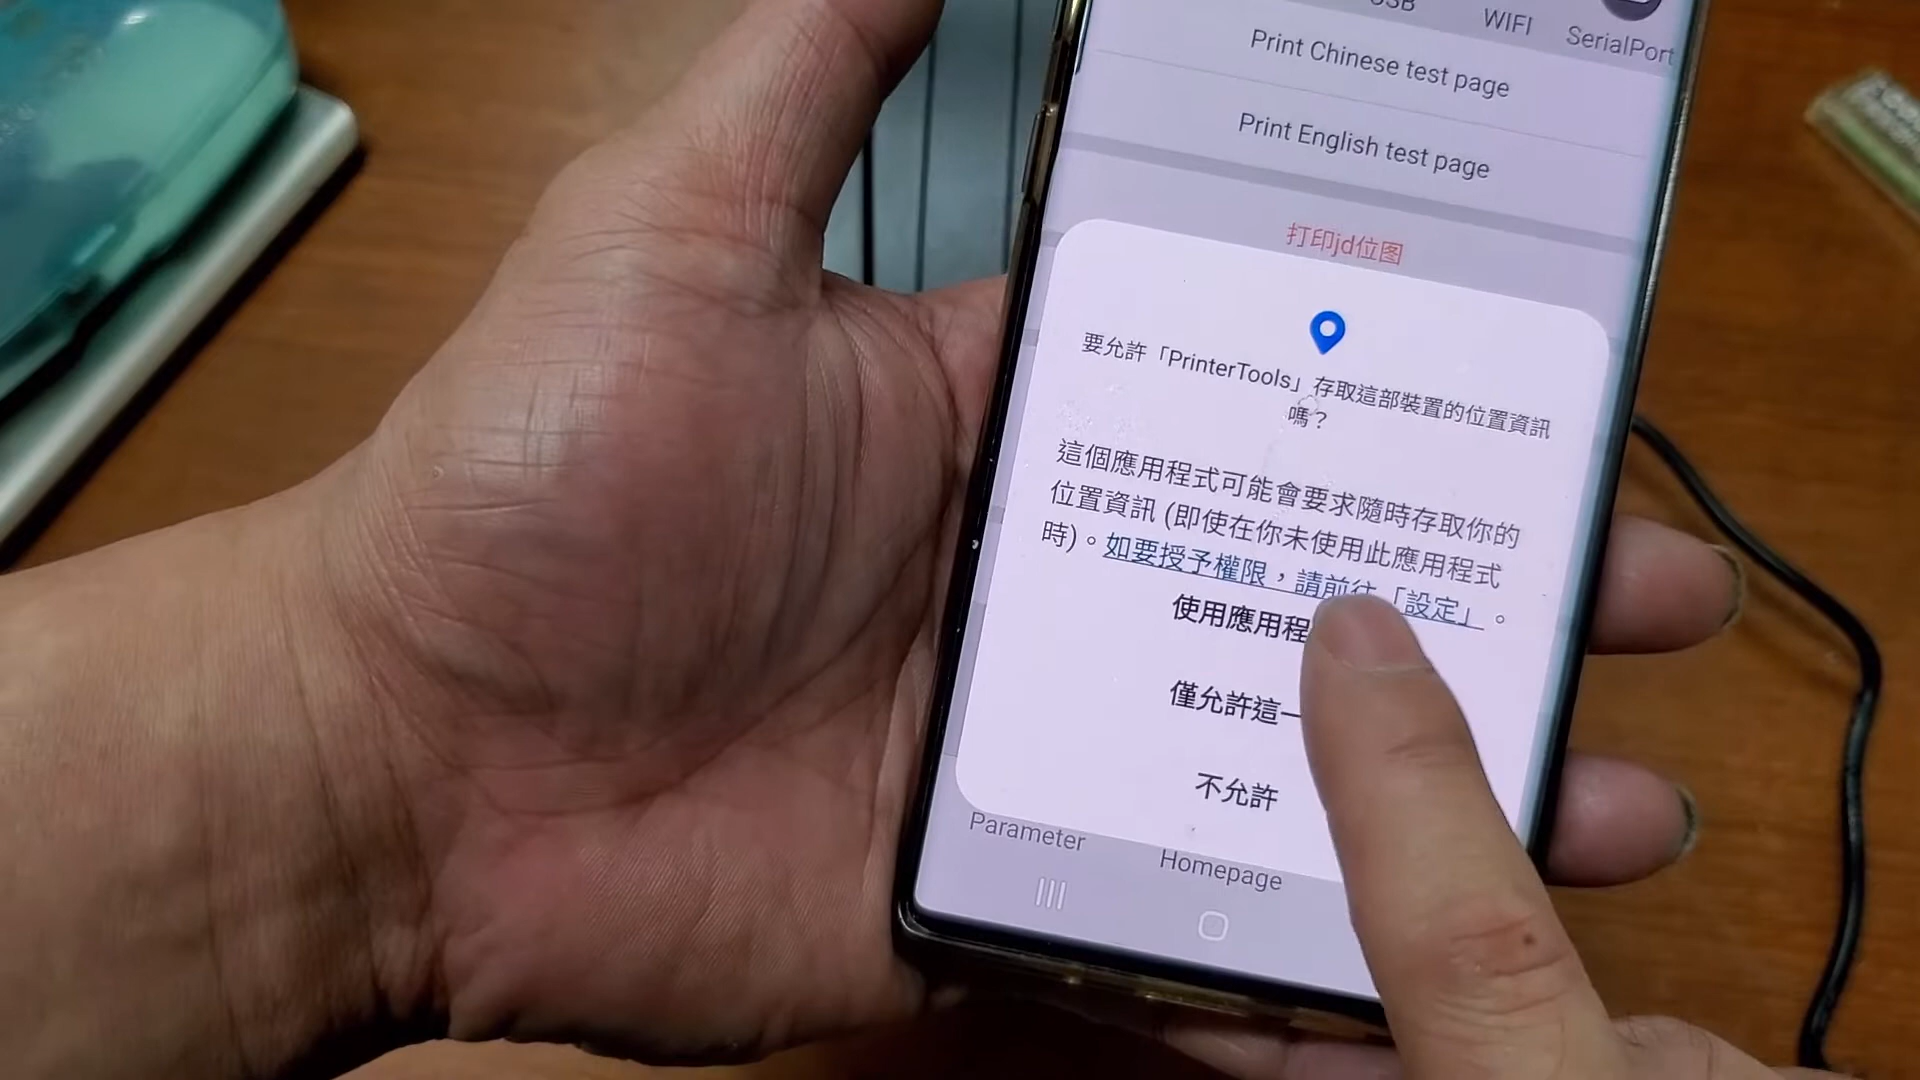 WIFI
SerialPort
Print Chinese test page
Print English test page
打印jd位图
要允許「PrinterTools」存取這部裝置的位置資訊
嗎？
這個應用程式可能會要求隨時存取你的
位置資訊 (即使在你未使用此應用程式
時)。如要授予權限，請前往「設定」。
使用應用程
僅允許這一
不允許
Parameter
Homepage